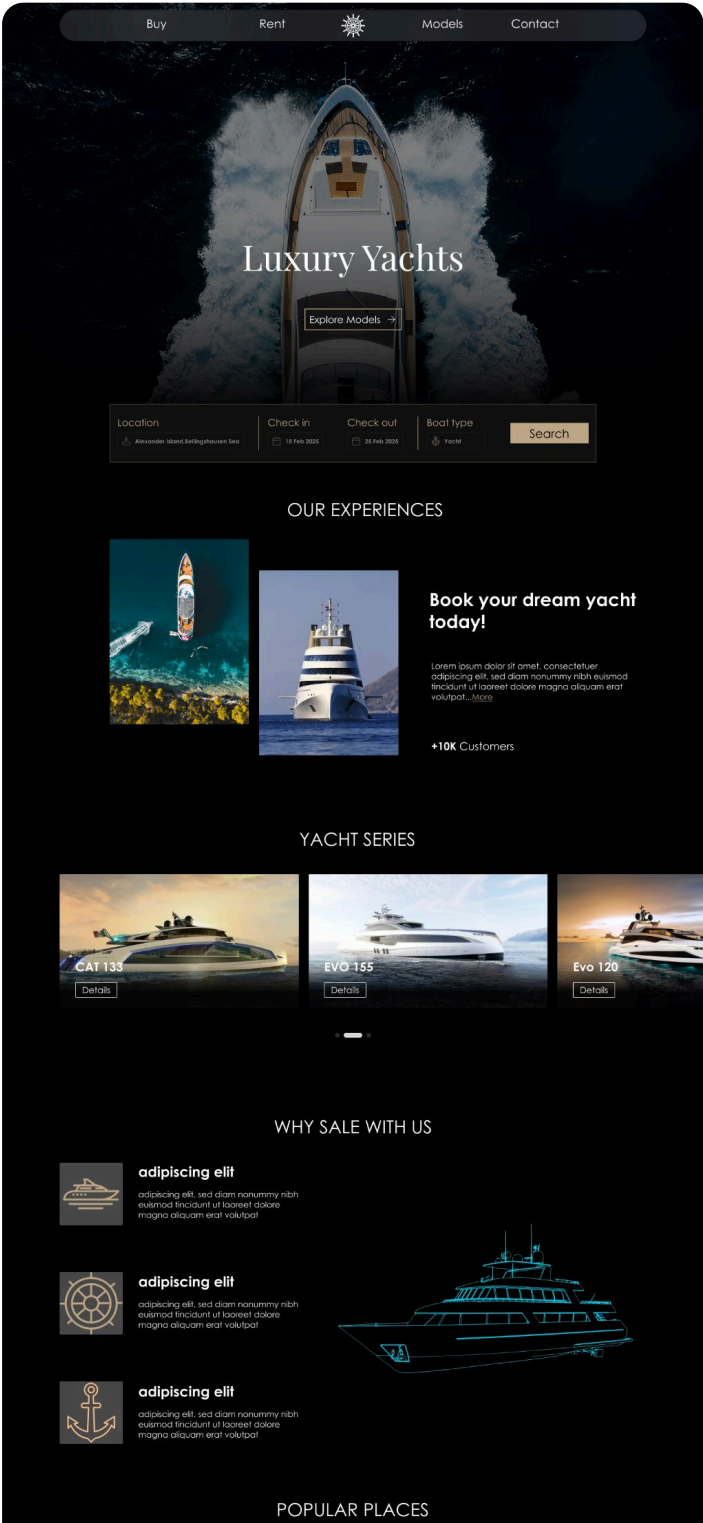 Buy
Rent
Models
Contact
Luxury Yachts
Explore Models
Location
Check in
Check out
Boat type
Alexander Island,Bellingshausen Sea
15 Feb 2025
25 Feb 2025
Yacht
Search
OUR EXPERIENCES
Book your dream yacht
today!
Lorem ipsum dolor sit amet, consectetuer
adipiscing elit, sed diam nonummy nibh euismod
tincidunt ut laoreet dolore magna aliquam erat
volutpat...More
+10K Customers
YACHT SERIES
CAT 133
Details
EVO 155
Details
Evo 120
Details
WHY SALE WITH US
adipiscing elit
adipiscing elit, sed diam nonummy nibh
euismod tincidunt ut laoreet dolore
magna aliquam erat volutpat
adipiscing elit
adipiscing elit, sed diam nonummy nibh
euismod tincidunt ut laoreet dolore
magna aliquam erat volutpat
adipiscing elit
adipiscing elit, sed diam nonummy nibh
euismod tincidunt ut laoreet dolore
magna aliquam erat volutpat
POPULAR PLACES